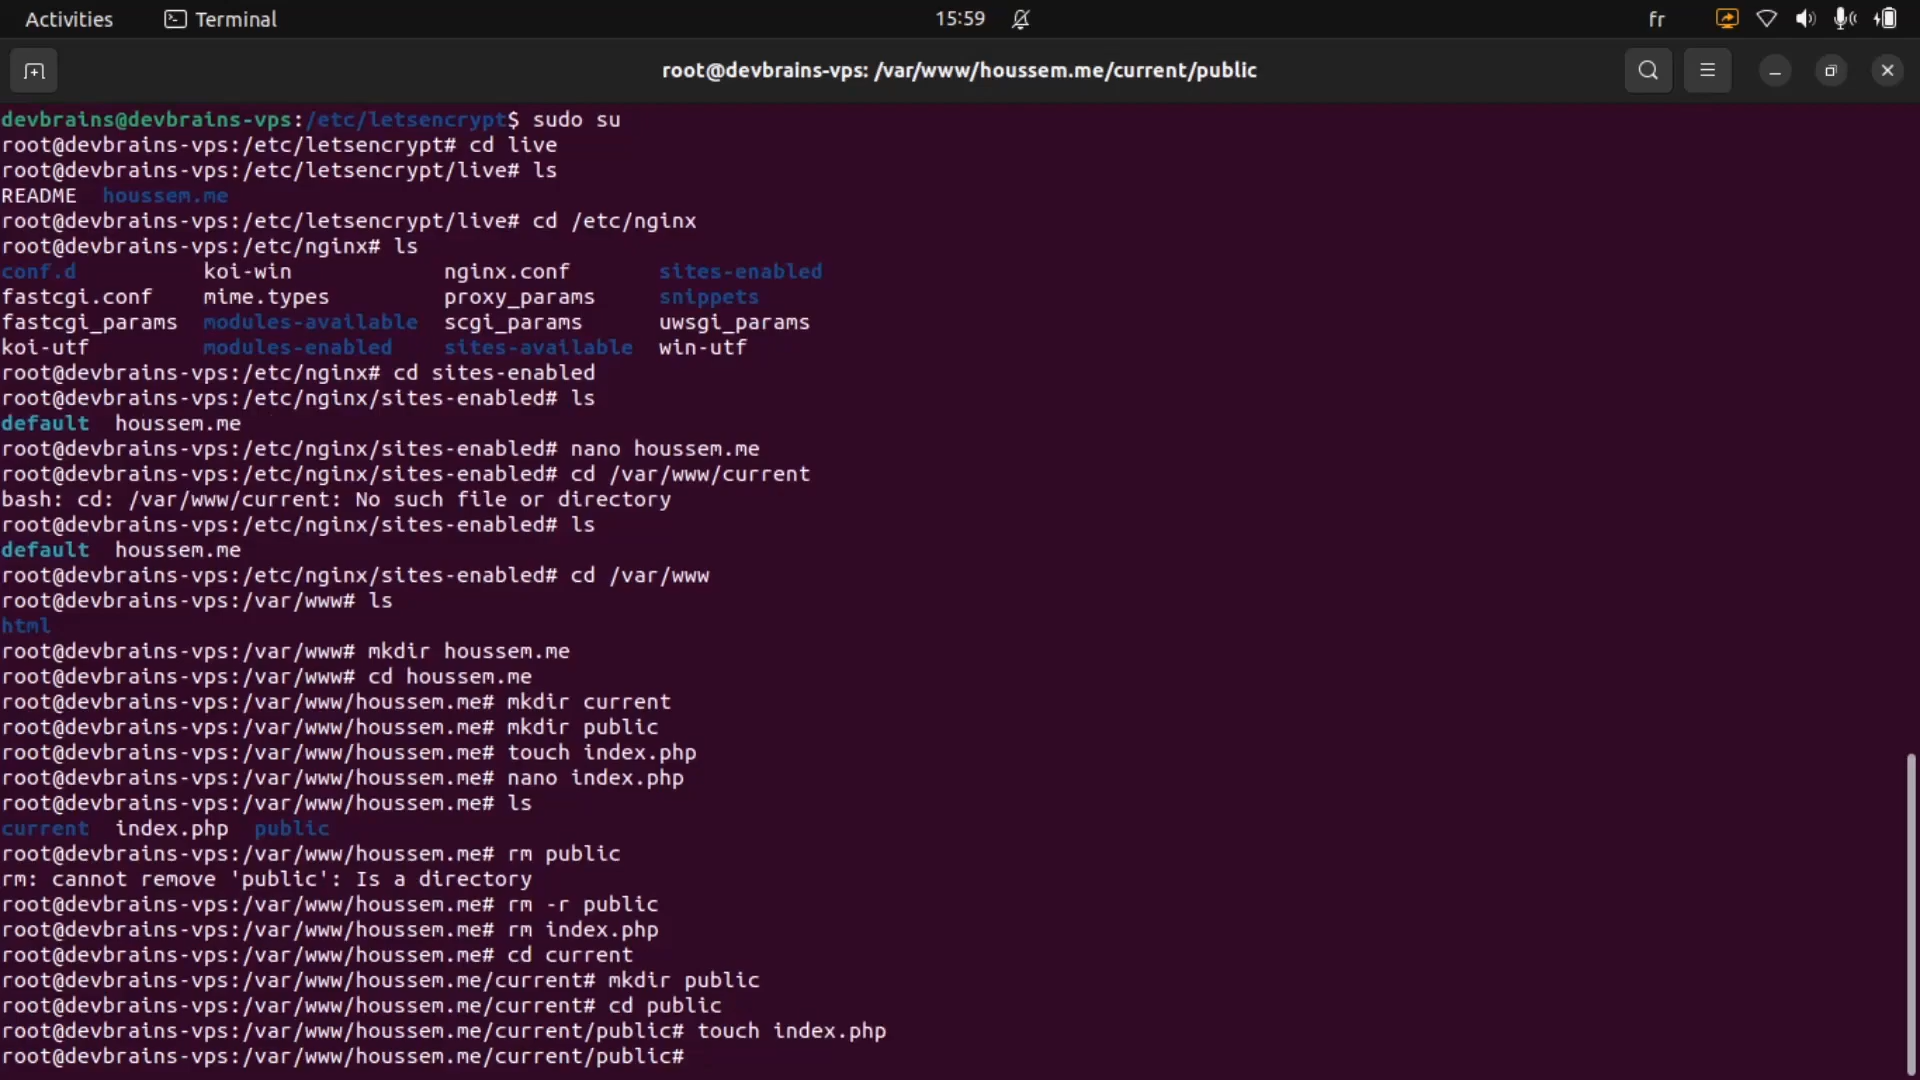 Activities Terminal 15:59 fr
root@devbrains-vps: /var/www/houssem.me/current/public
devbrains@devbrains-vps:/etc/letsencrypt$ sudo su
root@devbrains-vps:/etc/letsencrypt# cd live
root@devbrains-vps:/etc/letsencrypt/live# ls
README houssem.me
root@devbrains-vps:/etc/letsencrypt/live# cd /etc/nginx
root@devbrains-vps:/etc/nginx# ls
conf.d koi-win nginx.conf sites-enabled
fastcgi.conf mime.types proxy_params snippets
fastcgi_params modules-available scgi_params uwsgi_params
koi-utf modules-enabled sites-available win-utf
root@devbrains-vps:/etc/nginx# cd sites-enabled
root@devbrains-vps:/etc/nginx/sites-enabled# ls
default houssem.me
root@devbrains-vps:/etc/nginx/sites-enabled# nano houssem.me
root@devbrains-vps:/etc/nginx/sites-enabled# cd /var/www/current
bash: cd: /var/www/current: No such file or directory
root@devbrains-vps:/etc/nginx/sites-enabled# ls
default houssem.me
root@devbrains-vps:/etc/nginx/sites-enabled# cd /var/www
root@devbrains-vps:/var/www# ls
html
root@devbrains-vps:/var/www# mkdir houssem.me
root@devbrains-vps:/var/www# cd houssem.me
root@devbrains-vps:/var/www/houssem.me# mkdir current
root@devbrains-vps:/var/www/houssem.me# mkdir public
root@devbrains-vps:/var/www/houssem.me# touch index.php
root@devbrains-vps:/var/www/houssem.me# nano index.php
root@devbrains-vps:/var/www/houssem.me# ls
current index.php public
root@devbrains-vps:/var/www/houssem.me# rm public
rm: cannot remove 'public': Is a directory
root@devbrains-vps:/var/www/houssem.me# rm -r public
root@devbrains-vps:/var/www/houssem.me# rm index.php
root@devbrains-vps:/var/www/houssem.me# cd current
root@devbrains-vps:/var/www/houssem.me/current# mkdir public
root@devbrains-vps:/var/www/houssem.me/current# cd public
root@devbrains-vps:/var/www/houssem.me/current/public# touch index.php
root@devbrains-vps:/var/www/houssem.me/current/public#